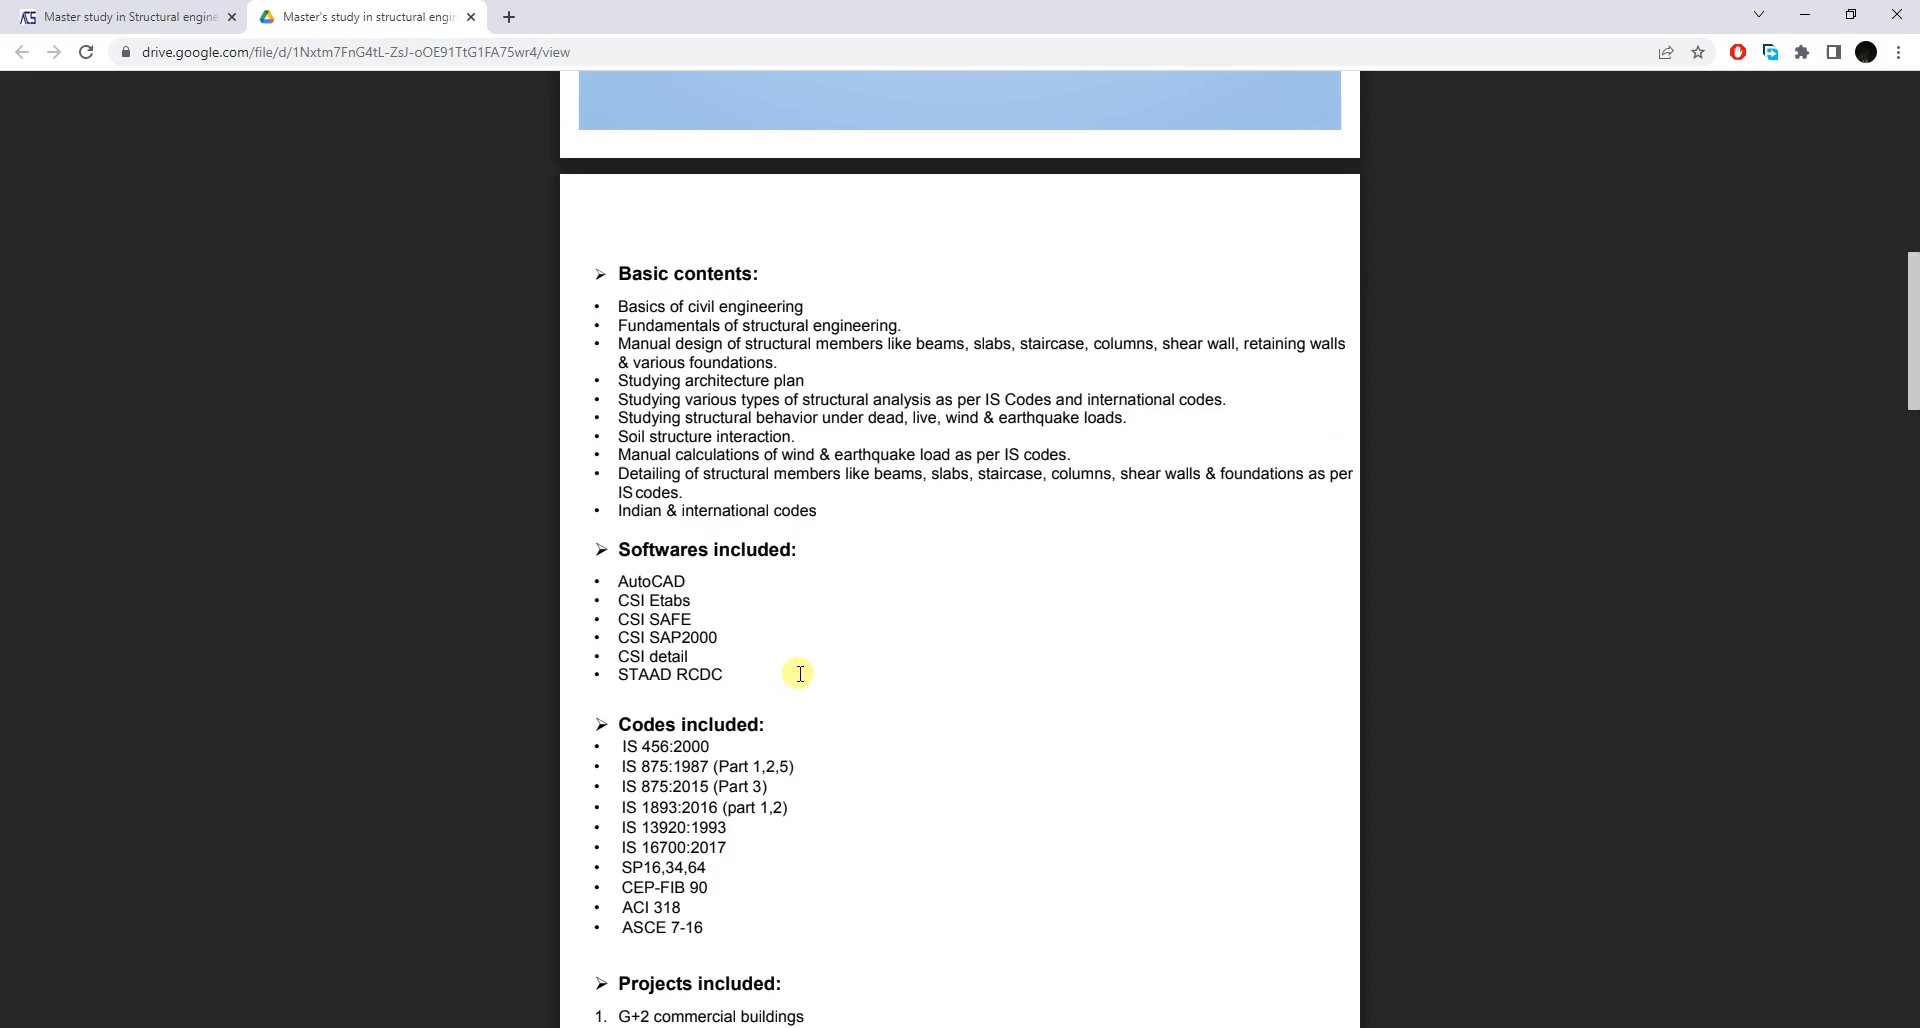 Master study in Structural engine
Master's study in structural engin
drive.google.com/file/d/1Nxtm7FnG4tL-ZsJ-oOE91TtG1FA75wr4/view
➢ Basic contents:
• Basics of civil engineering
• Fundamentals of structural engineering.
• Manual design of structural members like beams, slabs, staircase, columns, shear wall, retaining walls
& various foundations.
• Studying architecture plan
• Studying various types of structural analysis as per IS Codes and international codes.
• Studying structural behavior under dead, live, wind & earthquake loads.
• Soil structure interaction.
• Manual calculations of wind & earthquake load as per IS codes.
• Detailing of structural members like beams, slabs, staircase, columns, shear walls & foundations as per
IS codes.
• Indian & international codes
➢ Softwares included:
• AutoCAD
• CSI Etabs
• CSI SAFE
• CSI SAP2000
• CSI detail
• STAAD RCDC
➢ Codes included:
• IS 456:2000
• IS 875:1987 (Part 1,2,5)
• IS 875:2015 (Part 3)
• IS 1893:2016 (part 1,2)
• IS 13920:1993
• IS 16700:2017
• SP16,34,64
• CEP-FIB 90
• ACI 318
• ASCE 7-16
➢ Projects included:
1. G+2 commercial buildings